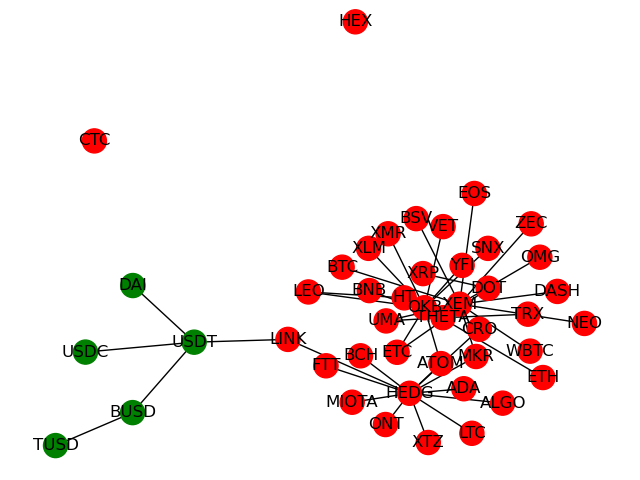 HEX
CTC
EOS
BSV
VET
ZEC
XMR
XLM
SNX
OMG
BTC
YFI
XRP
DAI
LEO
BNB
HT
DOT
DASH
OKB
XEM
UMA
THETA
TRX
NEO
CRO
USDT
LINK
USDC
ETC
BCH
MKR
WBTC
FTT
ATOM
ETH
HEDG
ADA
MIOTA
ALGO
BUSD
ONT
LTC
XTZ
TUSD